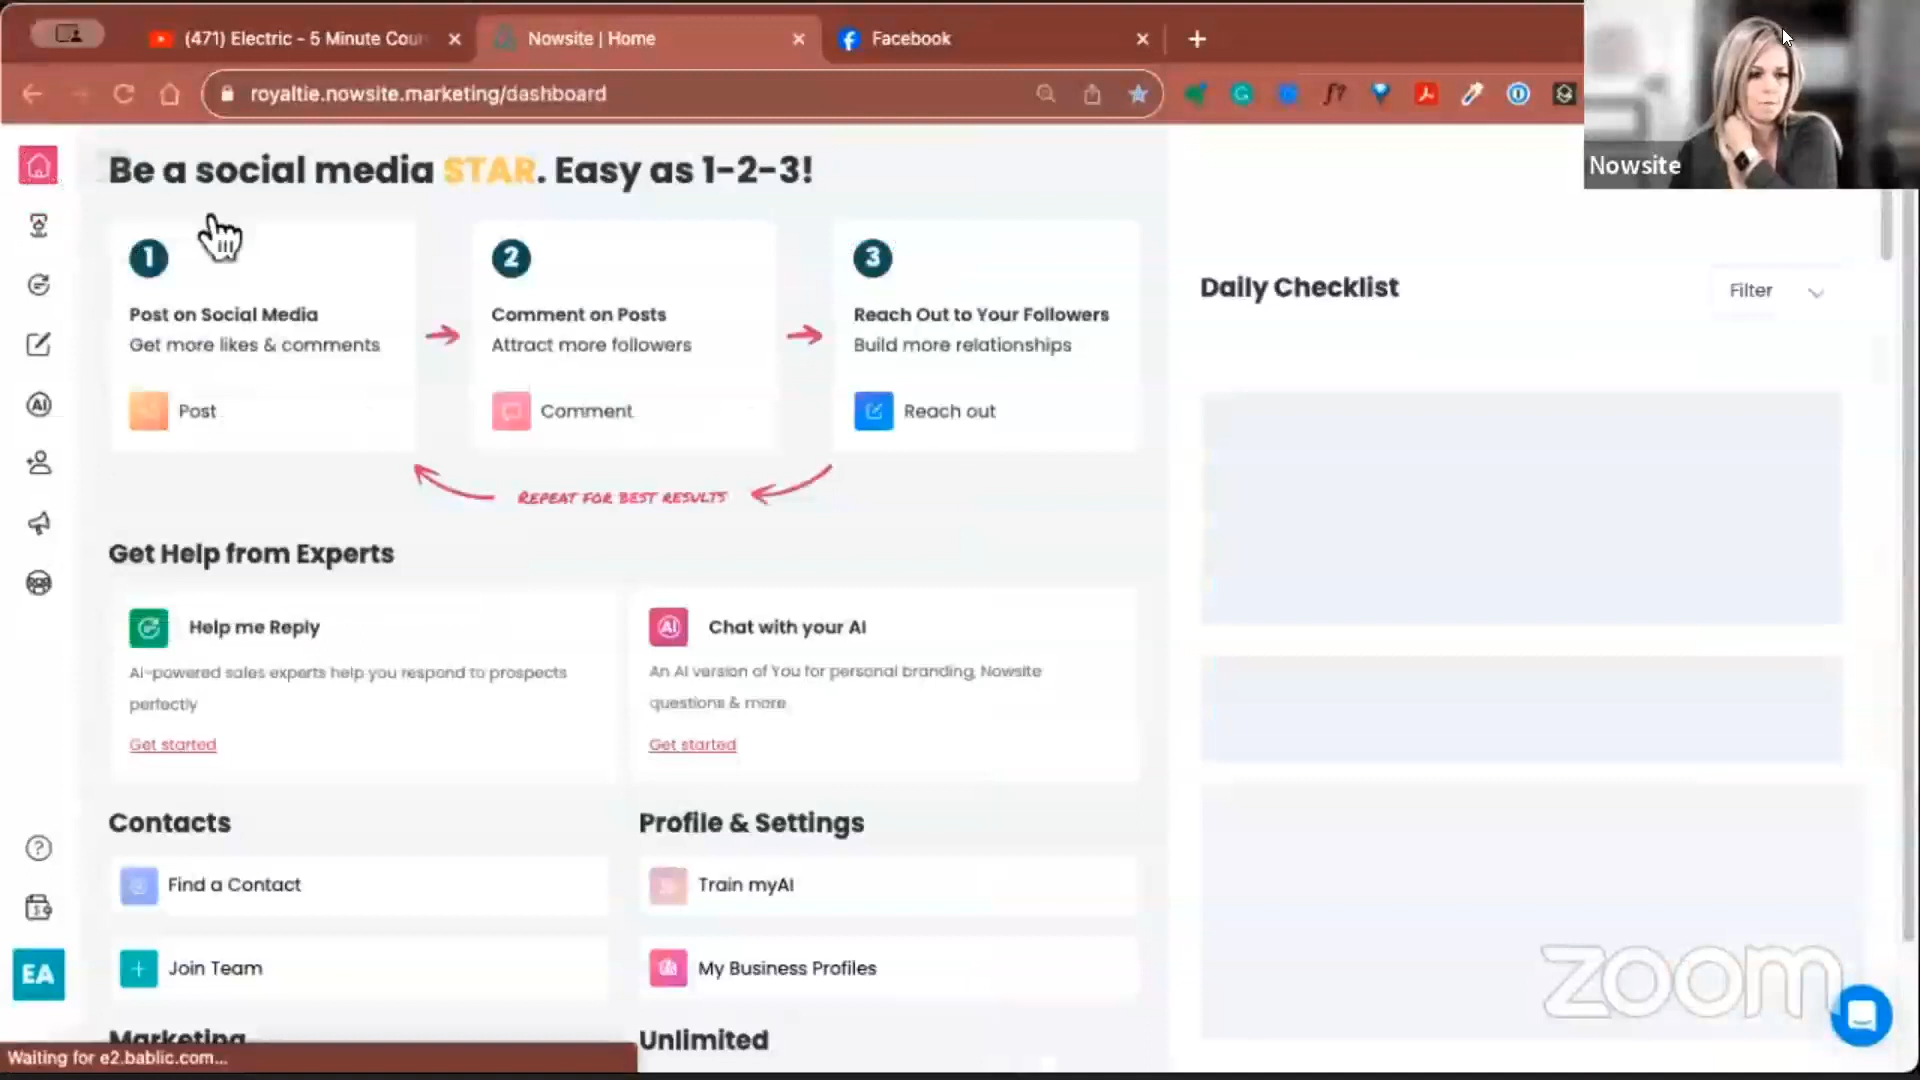 (471) Electric - 5 Minute Cour
Nowsite | Home
Facebook
royaltie.nowsite.marketing/dashboard
Nowsite
Be a social media STAR. Easy as 1-2-3!
1
2
3
Post on Social Media
Get more likes & comments
Post
Comment on Posts
Attract more followers
Comment
Reach Out to Your Followers
Build more relationships
Reach out
REPEAT FOR BEST RESULTS
Daily Checklist
Filter
Get Help from Experts
Help me Reply
AI-powered sales experts help you respond to prospects
perfectly
Get started
AI
Chat with your AI
An AI version of You for personal branding, Nowsite
questions & more
Get started
Contacts
Find a Contact
Join Team
Profile & Settings
Train myAI
My Business Profiles
Marketing
Unlimited
AI
EA
Waiting for e2.bablic.com...
zoom